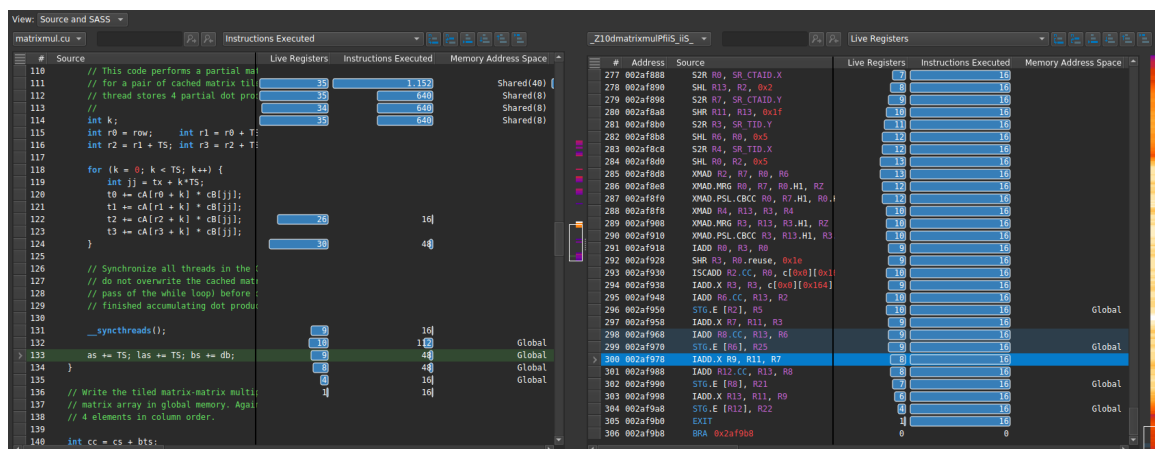 View: Source and SASS
matrixmul.cu Instructions Executed
# Source Live Registers Instructions Executed Memory Address Space
110 // This code performs a partial mat
111 // for a pair of cached matrix til 35 1.152 Shared(40)
112 // thread stores 4 partial dot pro 35 640 Shared(8)
113 // 34 640 Shared(8)
114 int k; 35 640 Shared(8)
115 int r0 = row; int r1 = r0 + TS
116 int r2 = r1 + TS; int r3 = r2 + TS
117
118 for (k = 0; k < TS; k++) {
119 int jj = tx + k*TS;
120 t0 += cA[r0 + k] * cB[jj];
121 t1 += cA[r1 + k] * cB[jj];
122 t2 += cA[r2 + k] * cB[jj]; 26 16
123 t3 += cA[r3 + k] * cB[jj];
124 } 30 48
125
126 // Synchronize all threads in the
127 // do not overwrite the cached mat
128 // pass of the while loop) before
129 // finished accumulating dot produ
130
131 __syncthreads(); 9 16
132 10 112 Global
133 as += TS; las += TS; bs += db; 9 48 Global
134 } 8 48 Global
135 4 16 Global
136 // Write the tiled matrix-matrix multi 1 16
137 // matrix array in global memory. Agai
138 // 4 elements in column order.
139
140 int cc = cs + bts;
_Z10dmatrixmulPfiiS_iiS_ Live Registers
# Address Source Live Registers Instructions Executed Memory Address Space
277 002af888 S2R R0, SR_CTAID.X 7 16
278 002af890 SHL R13, R2, 0x2 8 16
279 002af898 S2R R7, SR_CTAID.Y 9 16
280 002af8a8 SHR R11, R13, 0x1f 10 16
281 002af8b0 S2R R3, SR_TID.Y 11 16
282 002af8b8 SHL R6, R0, 0x5 12 16
283 002af8c8 S2R R4, SR_TID.X 12 16
284 002af8d0 SHL R0, R2, 0x5 13 16
285 002af8d8 XMAD R2, R7, R0, R6 13 16
286 002af8e8 XMAD.MRG R0, R7, R0.H1, RZ 12 16
287 002af8f0 XMAD.PSL.CBCC R0, R7.H1, R0. 12 16
288 002af8f8 XMAD R4, R13, R3, R4 10 16
289 002af908 XMAD.MRG R3, R13, R3.H1, RZ 10 16
290 002af910 XMAD.PSL.CBCC R3, R13.H1, R3 10 16
291 002af918 IADD R0, R3, R0 9 16
292 002af928 SHR R3, R0.reuse, 0x1e 9 16
293 002af930 ISCADD R2.CC, R0, c[0x0][0x1 10 16
294 002af938 IADD.X R3, R3, c[0x0][0x164] 10 16
295 002af948 IADD R6.CC, R13, R2 10 16
296 002af950 STG.E [R2], R5 10 16 Global
297 002af958 IADD.X R7, R11, R3 9 16
298 002af968 IADD R8.CC, R13, R6 9 16
299 002af970 STG.E [R6], R25 9 16 Global
300 002af978 IADD.X R9, R11, R7 8 16
301 002af988 IADD R12.CC, R13, R8 8 16
302 002af990 STG.E [R8], R21 7 16 Global
303 002af998 IADD.X R13, R11, R9 6 16
304 002af9a8 STG.E [R12], R22 4 16 Global
305 002af9b0 EXIT 1 16
306 002af9b8 BRA 0x2af9b8 0 0